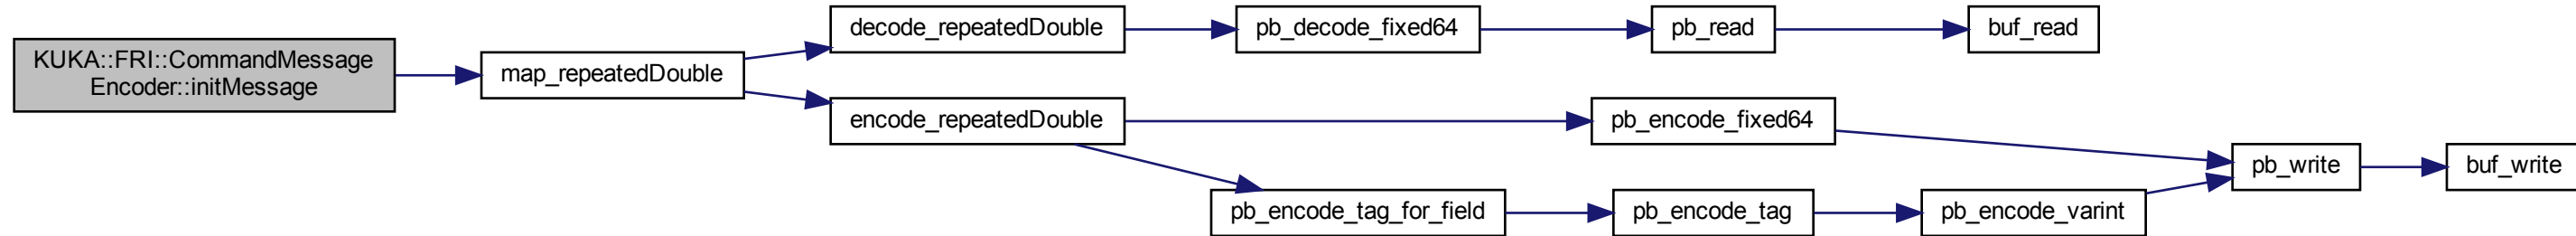 KUKA::FRI::CommandMessage
Encoder::initMessage
map_repeatedDouble
decode_repeatedDouble
pb_decode_fixed64
pb_read
buf_read
encode_repeatedDouble
pb_encode_fixed64
pb_write
buf_write
pb_encode_tag_for_field
pb_encode_tag
pb_encode_varint